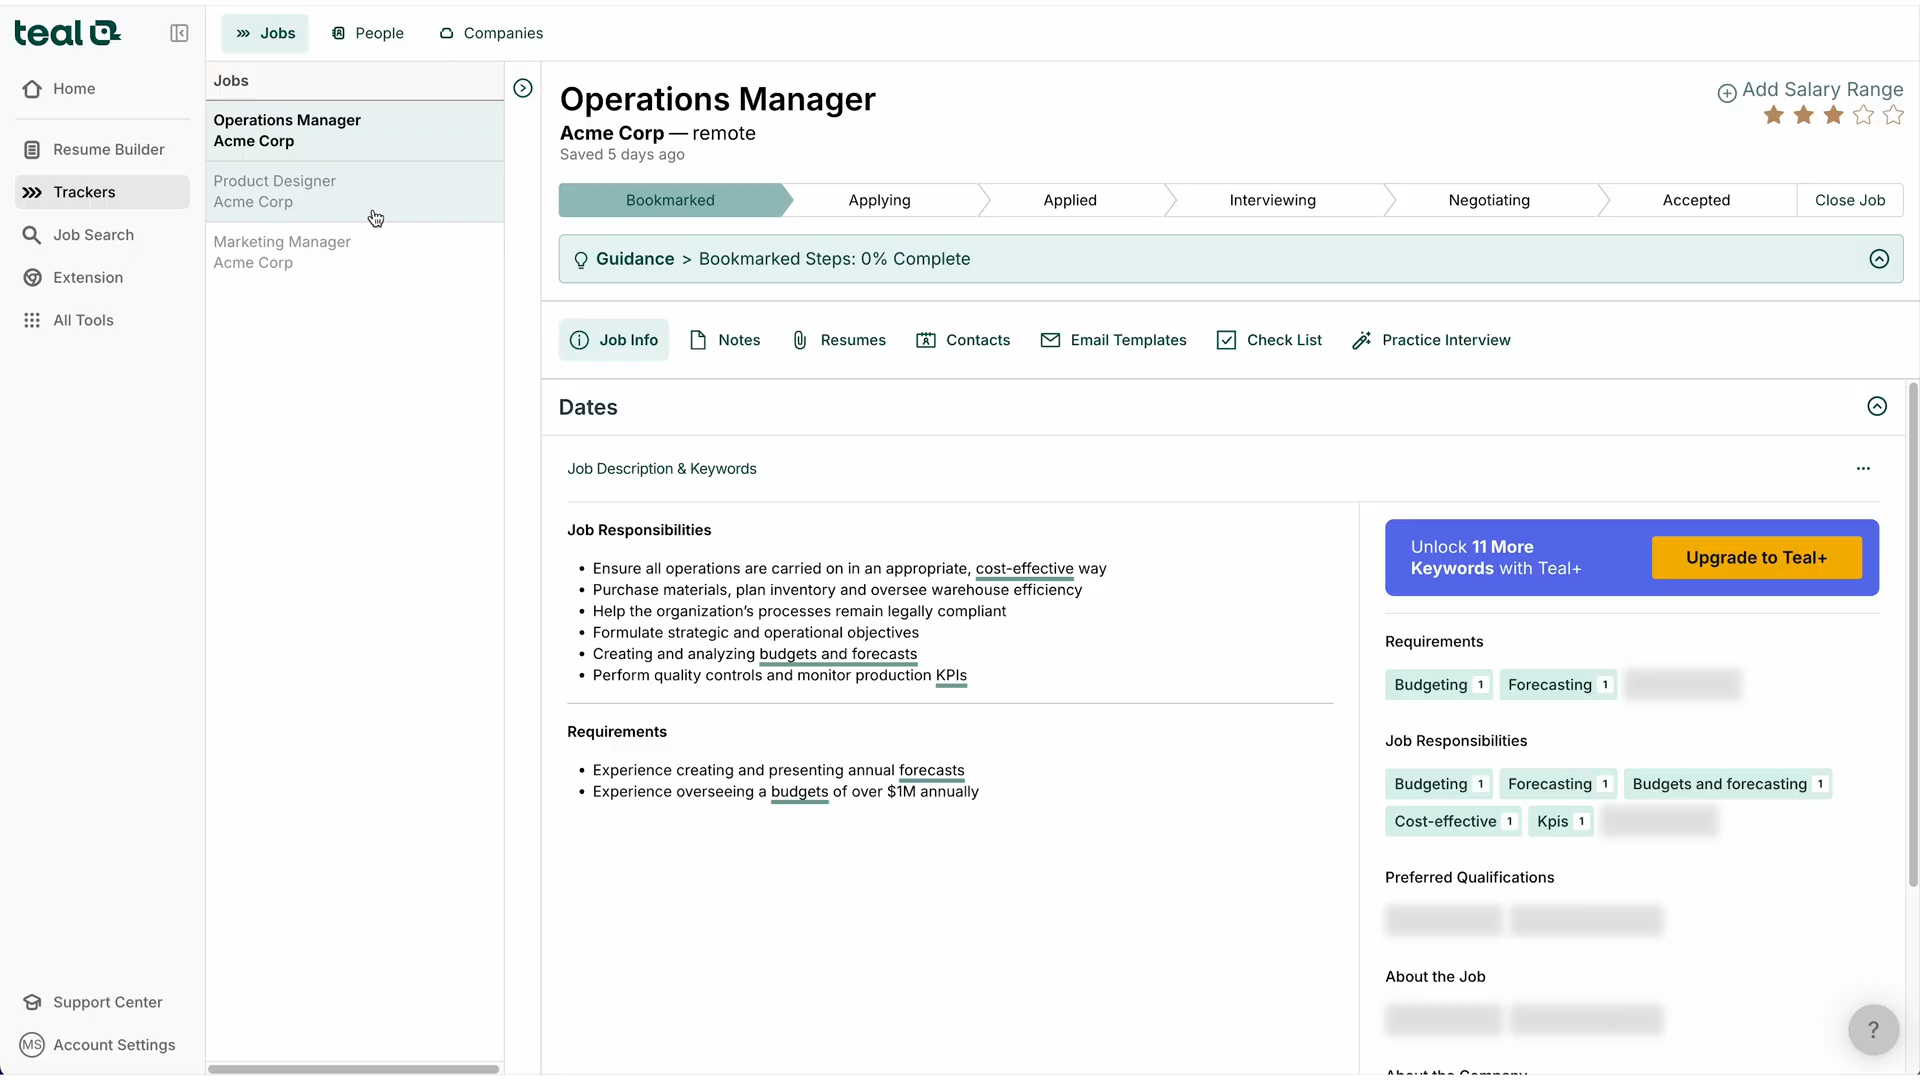 teal
Home
Resume Builder
Trackers
Job Search
Extension
All Tools
Support Center
MS Account Settings
Jobs
People
Companies
Jobs
Operations Manager
Acme Corp
Product Designer
Acme Corp
Marketing Manager
Acme Corp
Operations Manager
Acme Corp — remote
Saved 5 days ago
Add Salary Range
Bookmarked
Applying
Applied
Interviewing
Negotiating
Accepted
Close Job
Guidance > Bookmarked Steps: 0% Complete
Job Info
Notes
Resumes
Contacts
Email Templates
Check List
Practice Interview
Dates
Job Description & Keywords
Job Responsibilities
• Ensure all operations are carried on in an appropriate, cost-effective way
• Purchase materials, plan inventory and oversee warehouse efficiency
• Help the organization’s processes remain legally compliant
• Formulate strategic and operational objectives
• Creating and analyzing budgets and forecasts
• Perform quality controls and monitor production KPIs
Requirements
• Experience creating and presenting annual forecasts
• Experience overseeing a budgets of over $1M annually
Unlock 11 More
Keywords with Teal+
Upgrade to Teal+
Requirements
Budgeting 1 Forecasting 1
Job Responsibilities
Budgeting 1 Forecasting 1 Budgets and forecasting 1
Cost-effective 1 Kpis 1
Preferred Qualifications
About the Job
About the Company
?